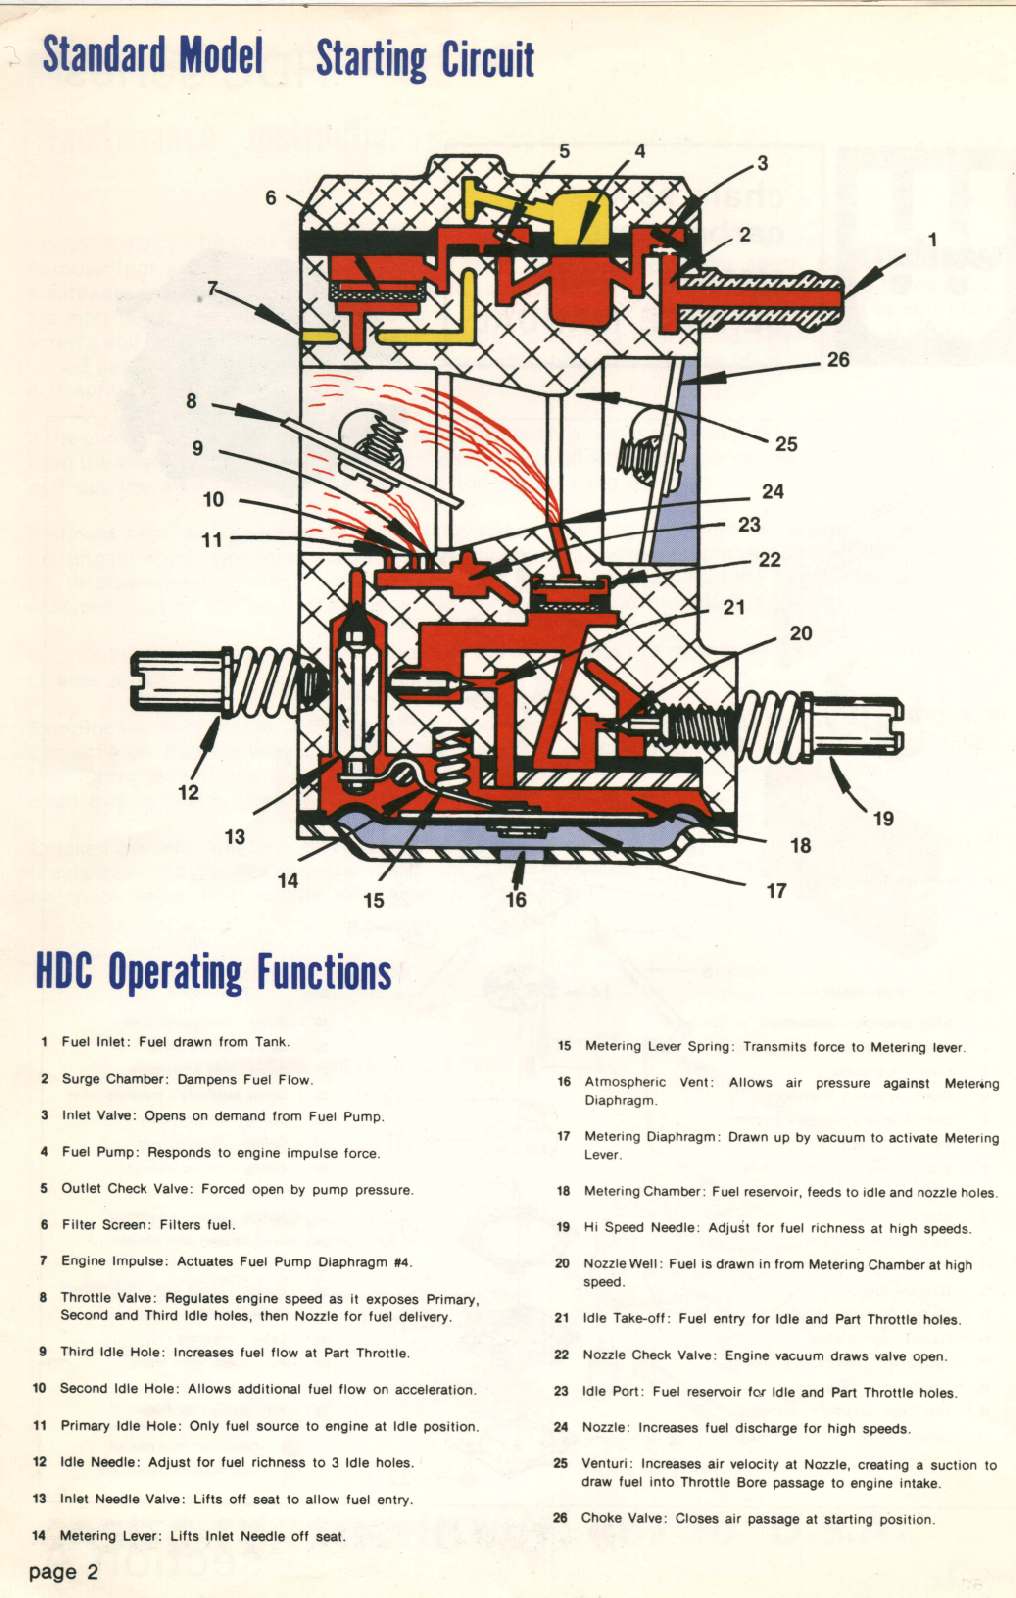 Standard Model    Starting Circuit
5
4
3
6
2
1
7
26
8
25
9
24
10
23
11
22
21
20
12
19
13
18
14
17
15
16
HDC Operating Functions
1 Fuel Inlet: Fuel drawn from Tank.
2 Surge Chamber: Dampens Fuel Flow.
3 Inlet Valve: Opens on demand from Fuel Pump.
4 Fuel Pump: Responds to engine impulse force.
5 Outlet Check Valve: Forced open by pump pressure.
6 Filter Screen: Filters fuel.
7 Engine Impulse: Actuates Fuel Pump Diaphragm #4.
8 Throttle Valve: Regulates engine speed as it exposes Primary,
Second and Third Idle holes, then Nozzle for fuel delivery.
9 Third Idle Hole: Increases fuel flow at Part Throttle.
10 Second Idle Hole: Allows additional fuel flow on acceleration.
11 Primary Idle Hole: Only fuel source to engine at Idle position.
12 Idle Needle: Adjust for fuel richness to 3 Idle holes.
13 Inlet Needle Valve: Lifts off seat to allow fuel entry.
14 Metering Lever: Lifts Inlet Needle off seat.
15 Metering Lever Spring: Transmits force to Metering lever.
16 Atmospheric Vent: Allows air pressure against Metering
Diaphragm.
17 Metering Diaphragm: Drawn up by vacuum to activate Metering
Lever.
18 Metering Chamber: Fuel reservoir, feeds to idle and nozzle holes.
19 Hi Speed Needle: Adjust for fuel richness at high speeds.
20 Nozzle Well: Fuel is drawn in from Metering Chamber at high
speed.
21 Idle Take-off: Fuel entry for Idle and Part Throttle holes.
22 Nozzle Check Valve: Engine vacuum draws valve open.
23 Idle Port: Fuel reservoir for Idle and Part Throttle holes.
24 Nozzle: Increases fuel discharge for high speeds.
25 Venturi: Increases air velocity at Nozzle, creating a suction to
draw fuel into Throttle Bore passage to engine intake.
26 Choke Valve: Closes air passage at starting position.
page 2